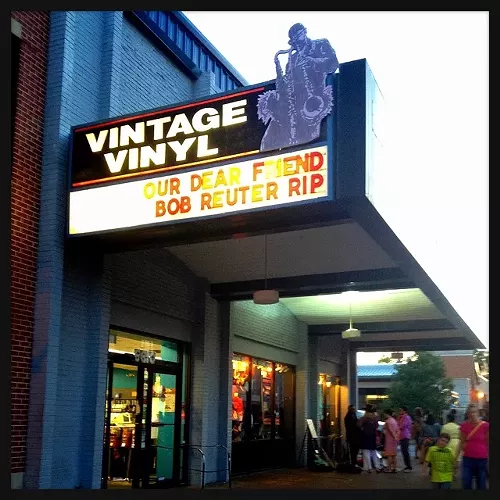 VINTAGE
VINYL
OUR DEAR FRIEND
BOB REUTER RIP